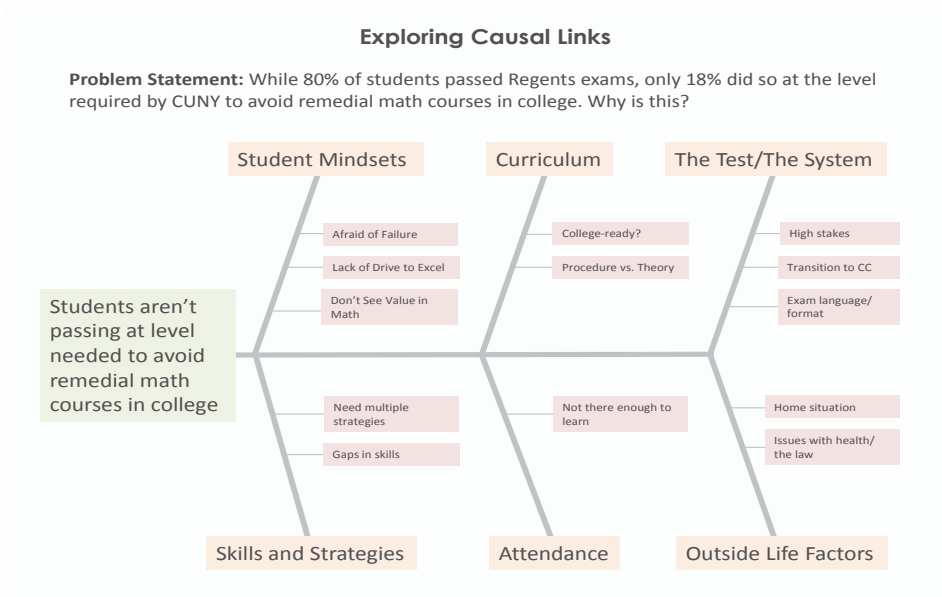 Exploring Causal Links
Problem Statement: While 80% of students passed Regents exams, only 18% did so at the level
required by CUNY to avoid remedial math courses in college. Why is this?
Student Mindsets
Curriculum
The Test/The System
Afraid of Failure
Lack of Drive to Excel
Don't See Value in
Math
College-ready?
Procedure vs. Theory
High stakes
Transition to CC
Exam language/
format
Students aren't
passing at level
needed to avoid
remedial math
courses in college
Need multiple
strategies
Gaps in skills
Not there enough to
learn
Home situation
Issues with health/
the law
Skills and Strategies
Attendance
Outside Life Factors